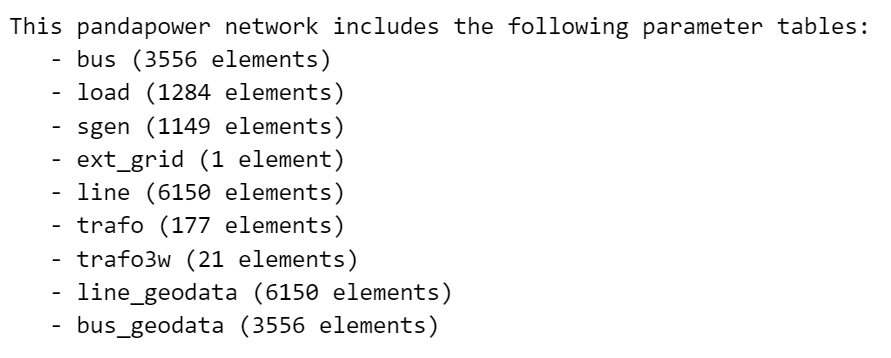 This pandapower network includes the following parameter tables:
- bus (3556 elements)
- load (1284 elements)
- sgen (1149 elements)
- ext_grid (1 element)
- line (6150 elements)
- trafo (177 elements)
- trafo3w (21 elements)
- line_geodata (6150 elements)
- bus_geodata (3556 elements)